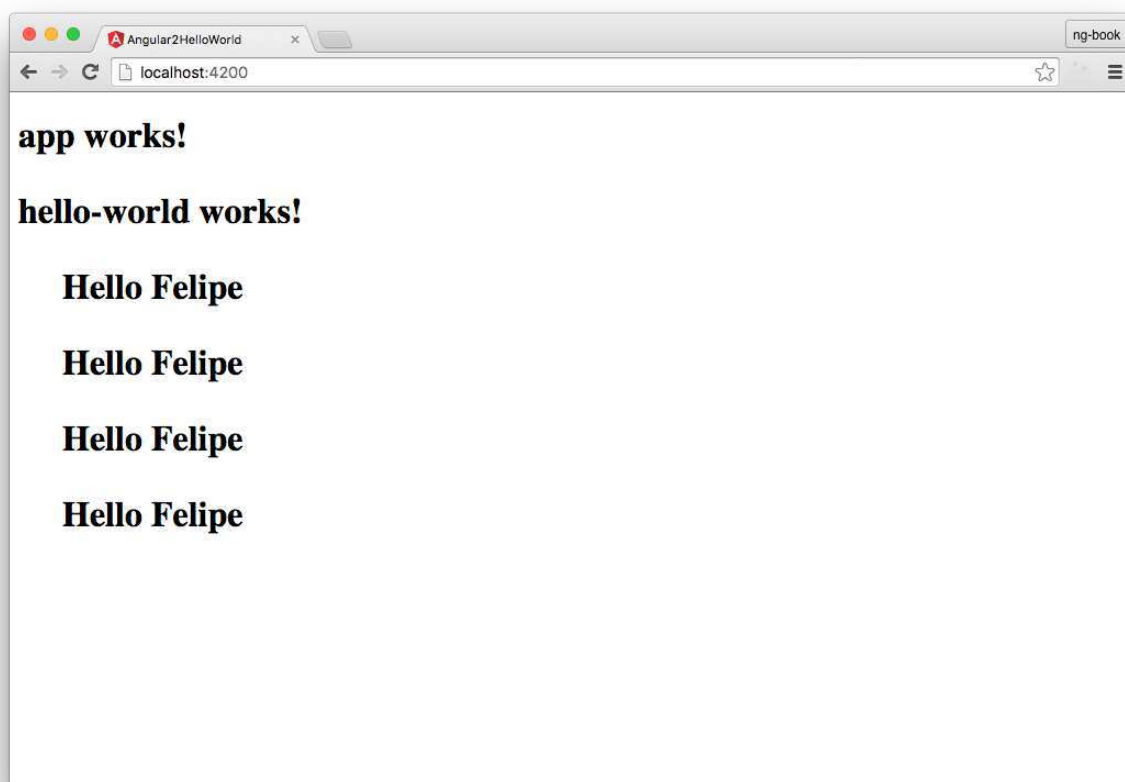 Angular2HelloWorld
ng-book
localhost:4200
app works!
hello-world works!
Hello Felipe
Hello Felipe
Hello Felipe
Hello Felipe